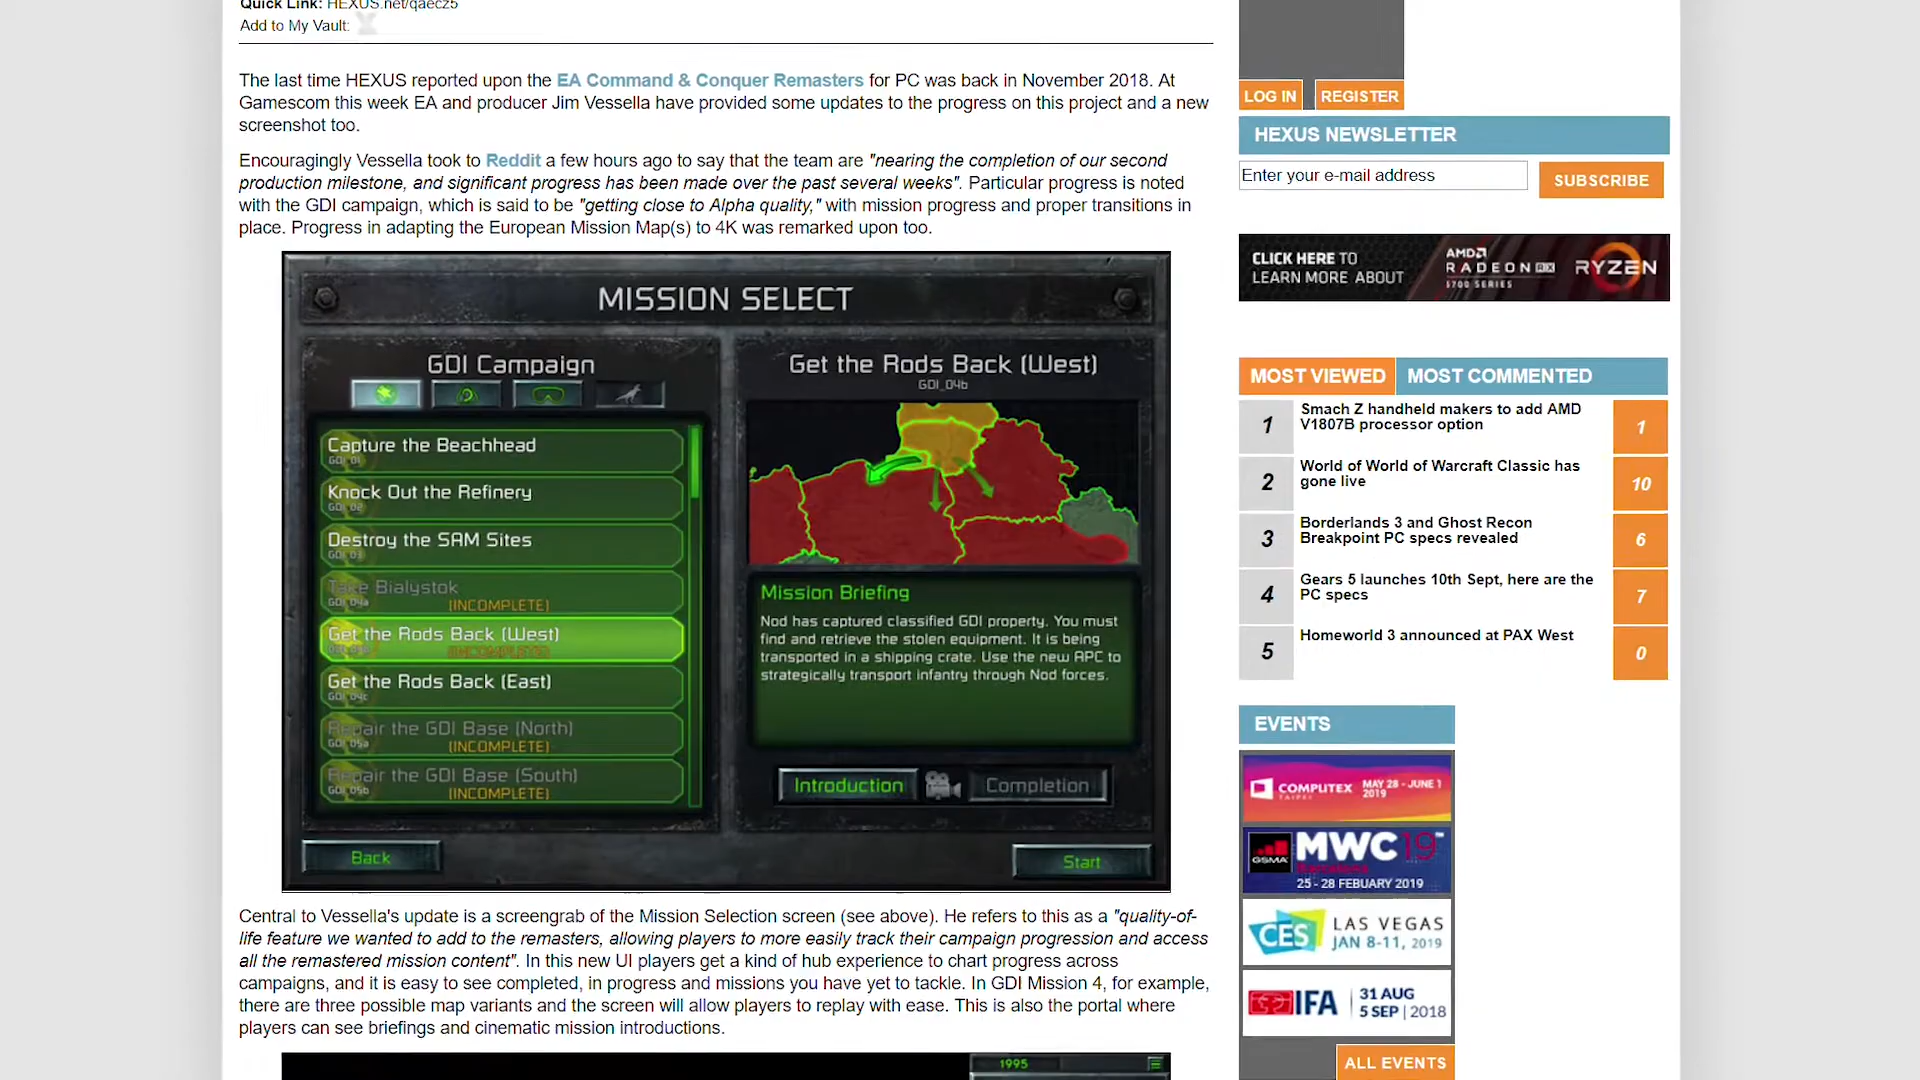 Quick Link: HEXUS.net/qaecz5
Add to My Vault:
The last time HEXUS reported upon the EA Command & Conquer Remasters for PC was back in November 2018. At
Gamescom this week EA and producer Jim Vessella have provided some updates to the progress on this project and a new
screenshot too.
Encouragingly Vessella took to Reddit a few hours ago to say that the team are "nearing the completion of our second
production milestone, and significant progress has been made over the past several weeks". Particular progress is noted
with the GDI campaign, which is said to be "getting close to Alpha quality," with mission progress and proper transitions in
place. Progress in adapting the European Mission Map(s) to 4K was remarked upon too.
MISSION SELECT
GDI Campaign
Capture the Beachhead
GDI_01
Knock Out the Refinery
GDI_02
Destroy the SAM Sites
GDI_03
Take Bialystok
GDI_04a
(INCOMPLETE)
Get the Rods Back (West)
(INCOMPLETE)
Get the Rods Back (East)
GDI_04c
Repair the GDI Base (North)
GDI_05a
(INCOMPLETE)
Repair the GDI Base (South)
GDI_05b
(INCOMPLETE)
Back
Get the Rods Back (West)
GDI_04b
Mission Briefing
Nod has captured classified GDI property. You must
find and retrieve the stolen equipment. It is being
transported in a shipping crate. Use the new APC to
strategically transport infantry through Nod forces.
Introduction
Completion
Start
Central to Vessella's update is a screengrab of the Mission Selection screen (see above). He refers to this as a "quality-of-
life feature we wanted to add to the remasters, allowing players to more easily track their campaign progression and access
all the remastered mission content". In this new UI players get a kind of hub experience to chart progress across
campaigns, and it is easy to see completed, in progress and missions you have yet to tackle. In GDI Mission 4, for example,
there are three possible map variants and the screen will allow players to replay with ease. This is also the portal where
players can see briefings and cinematic mission introductions.
1995
LOG IN
REGISTER
HEXUS NEWSLETTER
Enter your e-mail address
SUBSCRIBE
CLICK HERE TO
LEARN MORE ABOUT
AMD
RADEON RX
5700 SERIES
RYZEN
MOST VIEWED
MOST COMMENTED
1
Smach Z handheld makers to add AMD
V1807B processor option
1
2
World of World of Warcraft Classic has
gone live
10
3
Borderlands 3 and Ghost Recon
Breakpoint PC specs revealed
6
4
Gears 5 launches 10th Sept, here are the
PC specs
7
5
Homeworld 3 announced at PAX West
0
EVENTS
COMPUTEX
TAIPEI
MAY 28 - JUNE 1
2019
GSMA
MWC19
Barcelona
25 - 28 FEBUARY 2019
CES
LAS VEGAS
JAN 8-11, 2019
IFA
31 AUG
5 SEP | 2018
ALL EVENTS